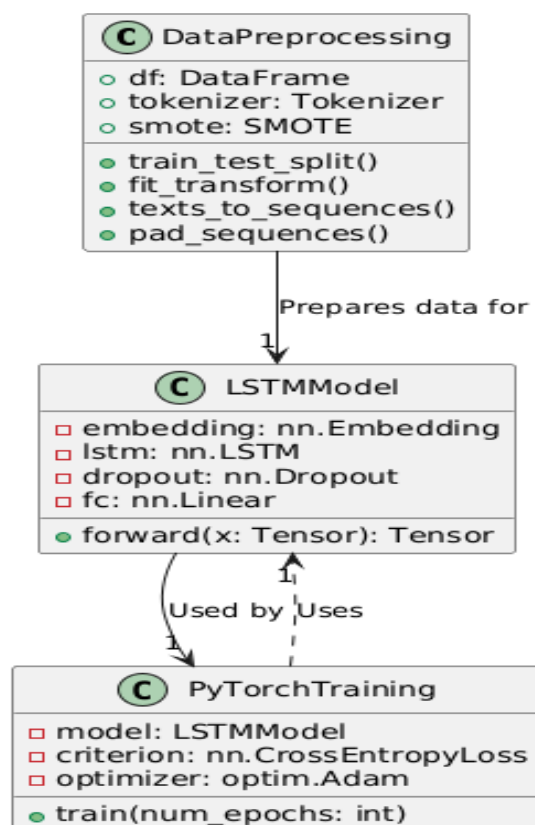 C DataPreprocessing
df: DataFrame
tokenizer: Tokenizer
smote: SMOTE
train_test_split()
fit_transform()
texts_to_sequences()
pad_sequences()
Prepares data for
1
C LSTMModel
embedding: nn.Embedding
lstm: nn.LSTM
dropout: nn.Dropout
fc: nn.Linear
forward(x: Tensor): Tensor
1
Used by Uses
1
C PyTorchTraining
model: LSTMModel
criterion: nn.CrossEntropyLoss
optimizer: optim.Adam
train(num_epochs: int)